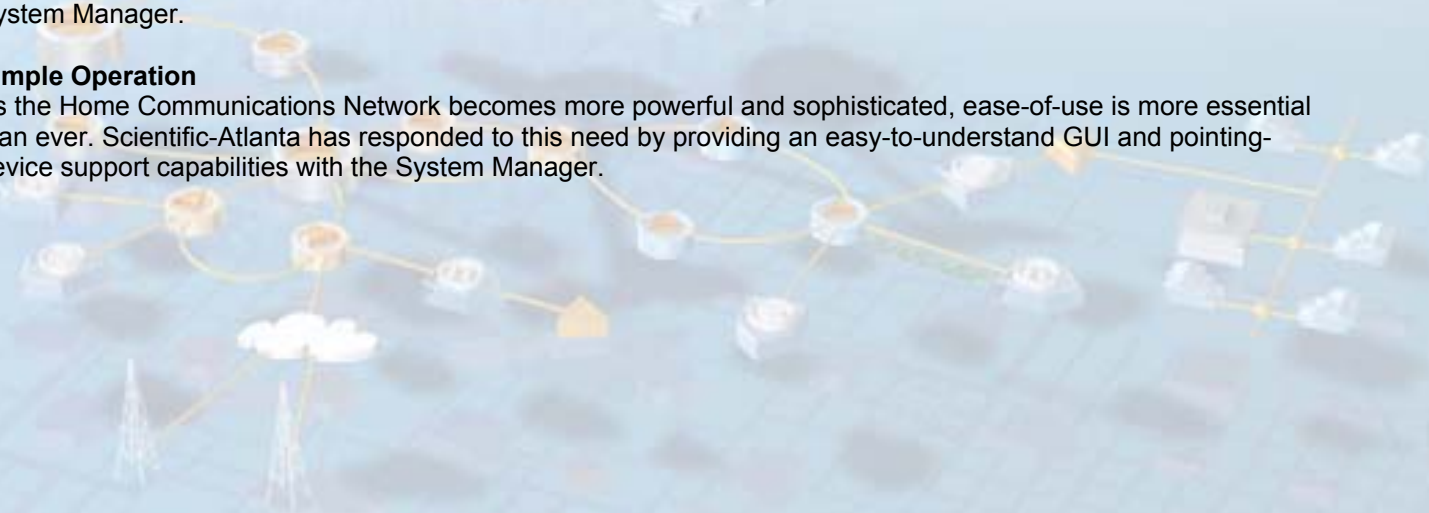 ystem Manager.
mple Operation
s the Home Communications Network becomes more powerful and sophisticated, ease-of-use is more essential
an ever. Scientific-Atlanta has responded to this need by providing an easy-to-understand GUI and pointing-
evice support capabilities with the System Manager.